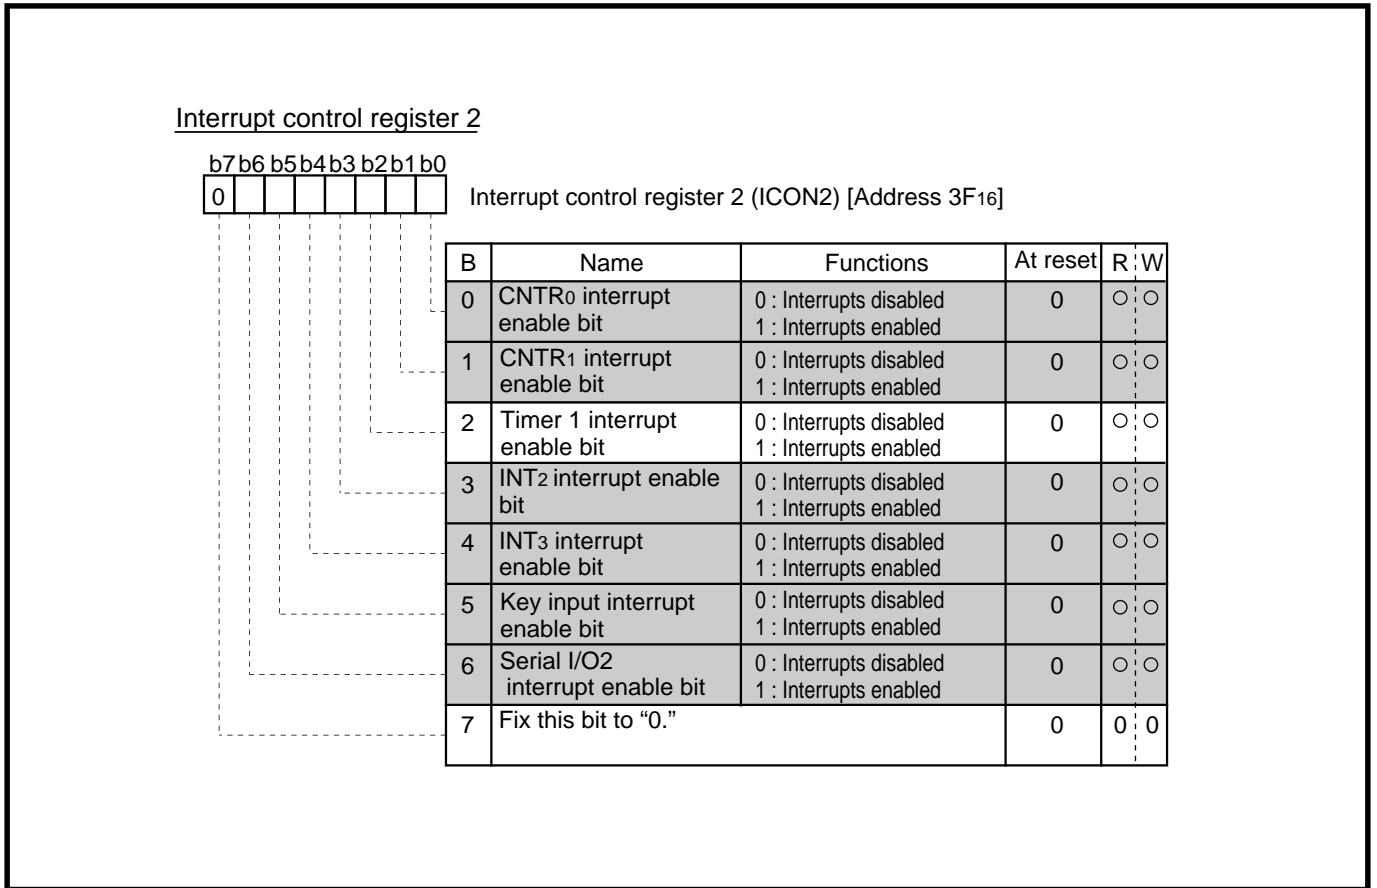 Interrupt control register 2
b7 b6 b5 b4 b3 b2 b1 b0
0
Interrupt control register 2 (ICON2) [Address 3F16]
B Name Functions At reset R W
0 CNTR0 interrupt enable bit 0 : Interrupts disabled 0 ○ ○
1 : Interrupts enabled
1 CNTR1 interrupt enable bit 0 : Interrupts disabled 0 ○ ○
1 : Interrupts enabled
2 Timer 1 interrupt enable bit 0 : Interrupts disabled 0 ○ ○
1 : Interrupts enabled
3 INT2 interrupt enable bit 0 : Interrupts disabled 0 ○ ○
1 : Interrupts enabled
4 INT3 interrupt enable bit 0 : Interrupts disabled 0 ○ ○
1 : Interrupts enabled
5 Key input interrupt enable bit 0 : Interrupts disabled 0 ○ ○
1 : Interrupts enabled
6 Serial I/O2 interrupt enable bit 0 : Interrupts disabled 0 ○ ○
1 : Interrupts enabled
7 Fix this bit to “0.” 0 0 0